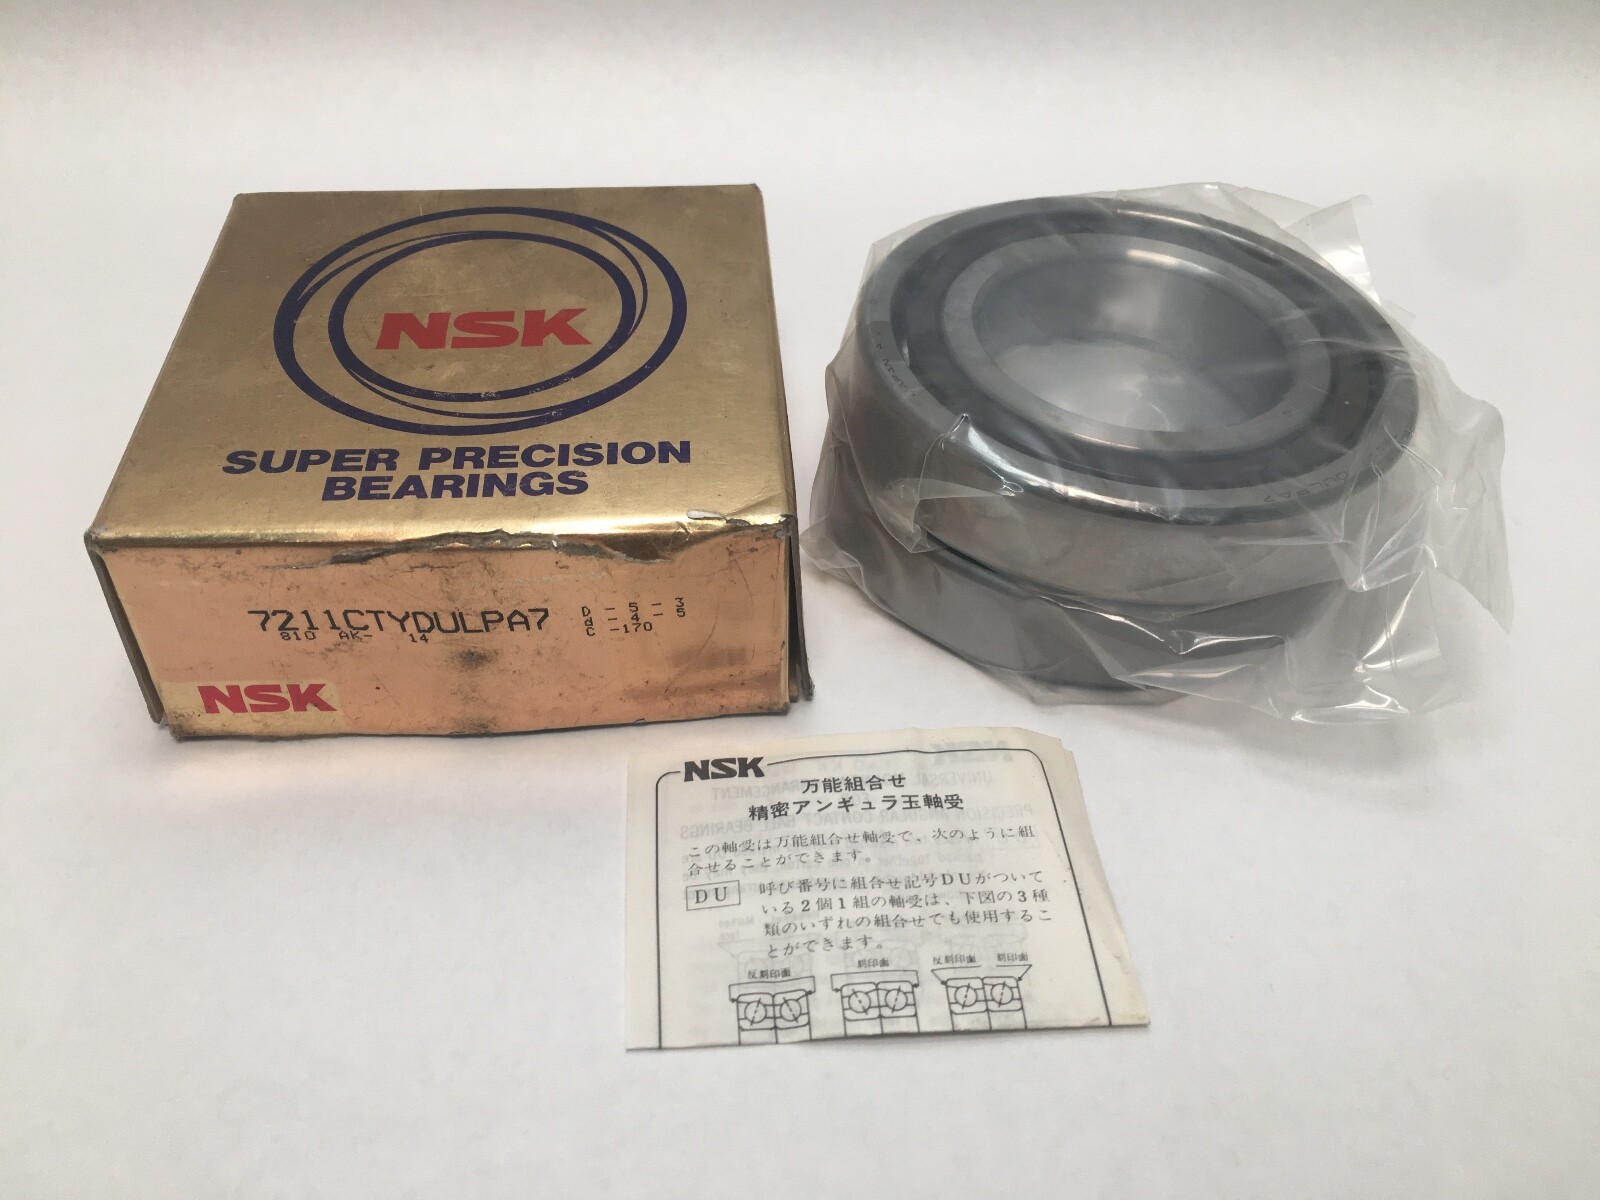 NSK
SUPER PRECISION
BEARINGS
7211CTYDULPA7
810 AK- 14
D - 5 - 3
d - 4 - 5
C -170
NSK
DULPA7
NSK
万能組合せ
精密アンギュラ玉軸受
この軸受は万能組合せ軸受で、次のように組
合せることができます。
DU
呼び番号に組合せ記号DUがついて
いる2個1組の軸受は、下図の3種
類のいずれの組合せでも使用するこ
とができます。
反刻印面 刻印面 反刻印面 刻印面